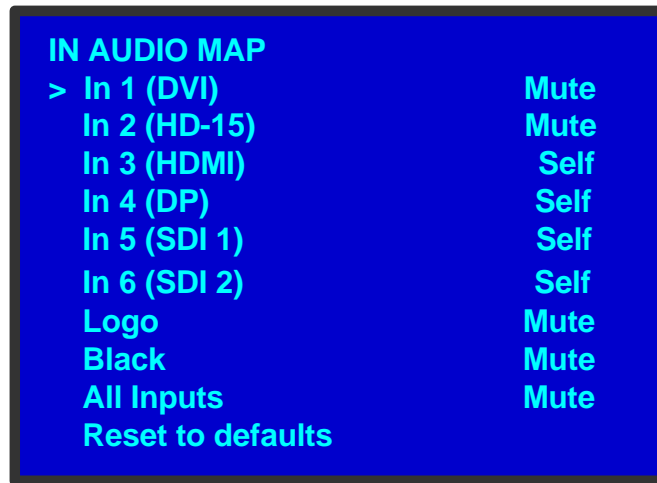 IN AUDIO MAP
> In 1 (DVI) Mute
In 2 (HD-15) Mute
In 3 (HDMI) Self
In 4 (DP) Self
In 5 (SDI 1) Self
In 6 (SDI 2) Self
Logo Mute
Black Mute
All Inputs Mute
Reset to defaults